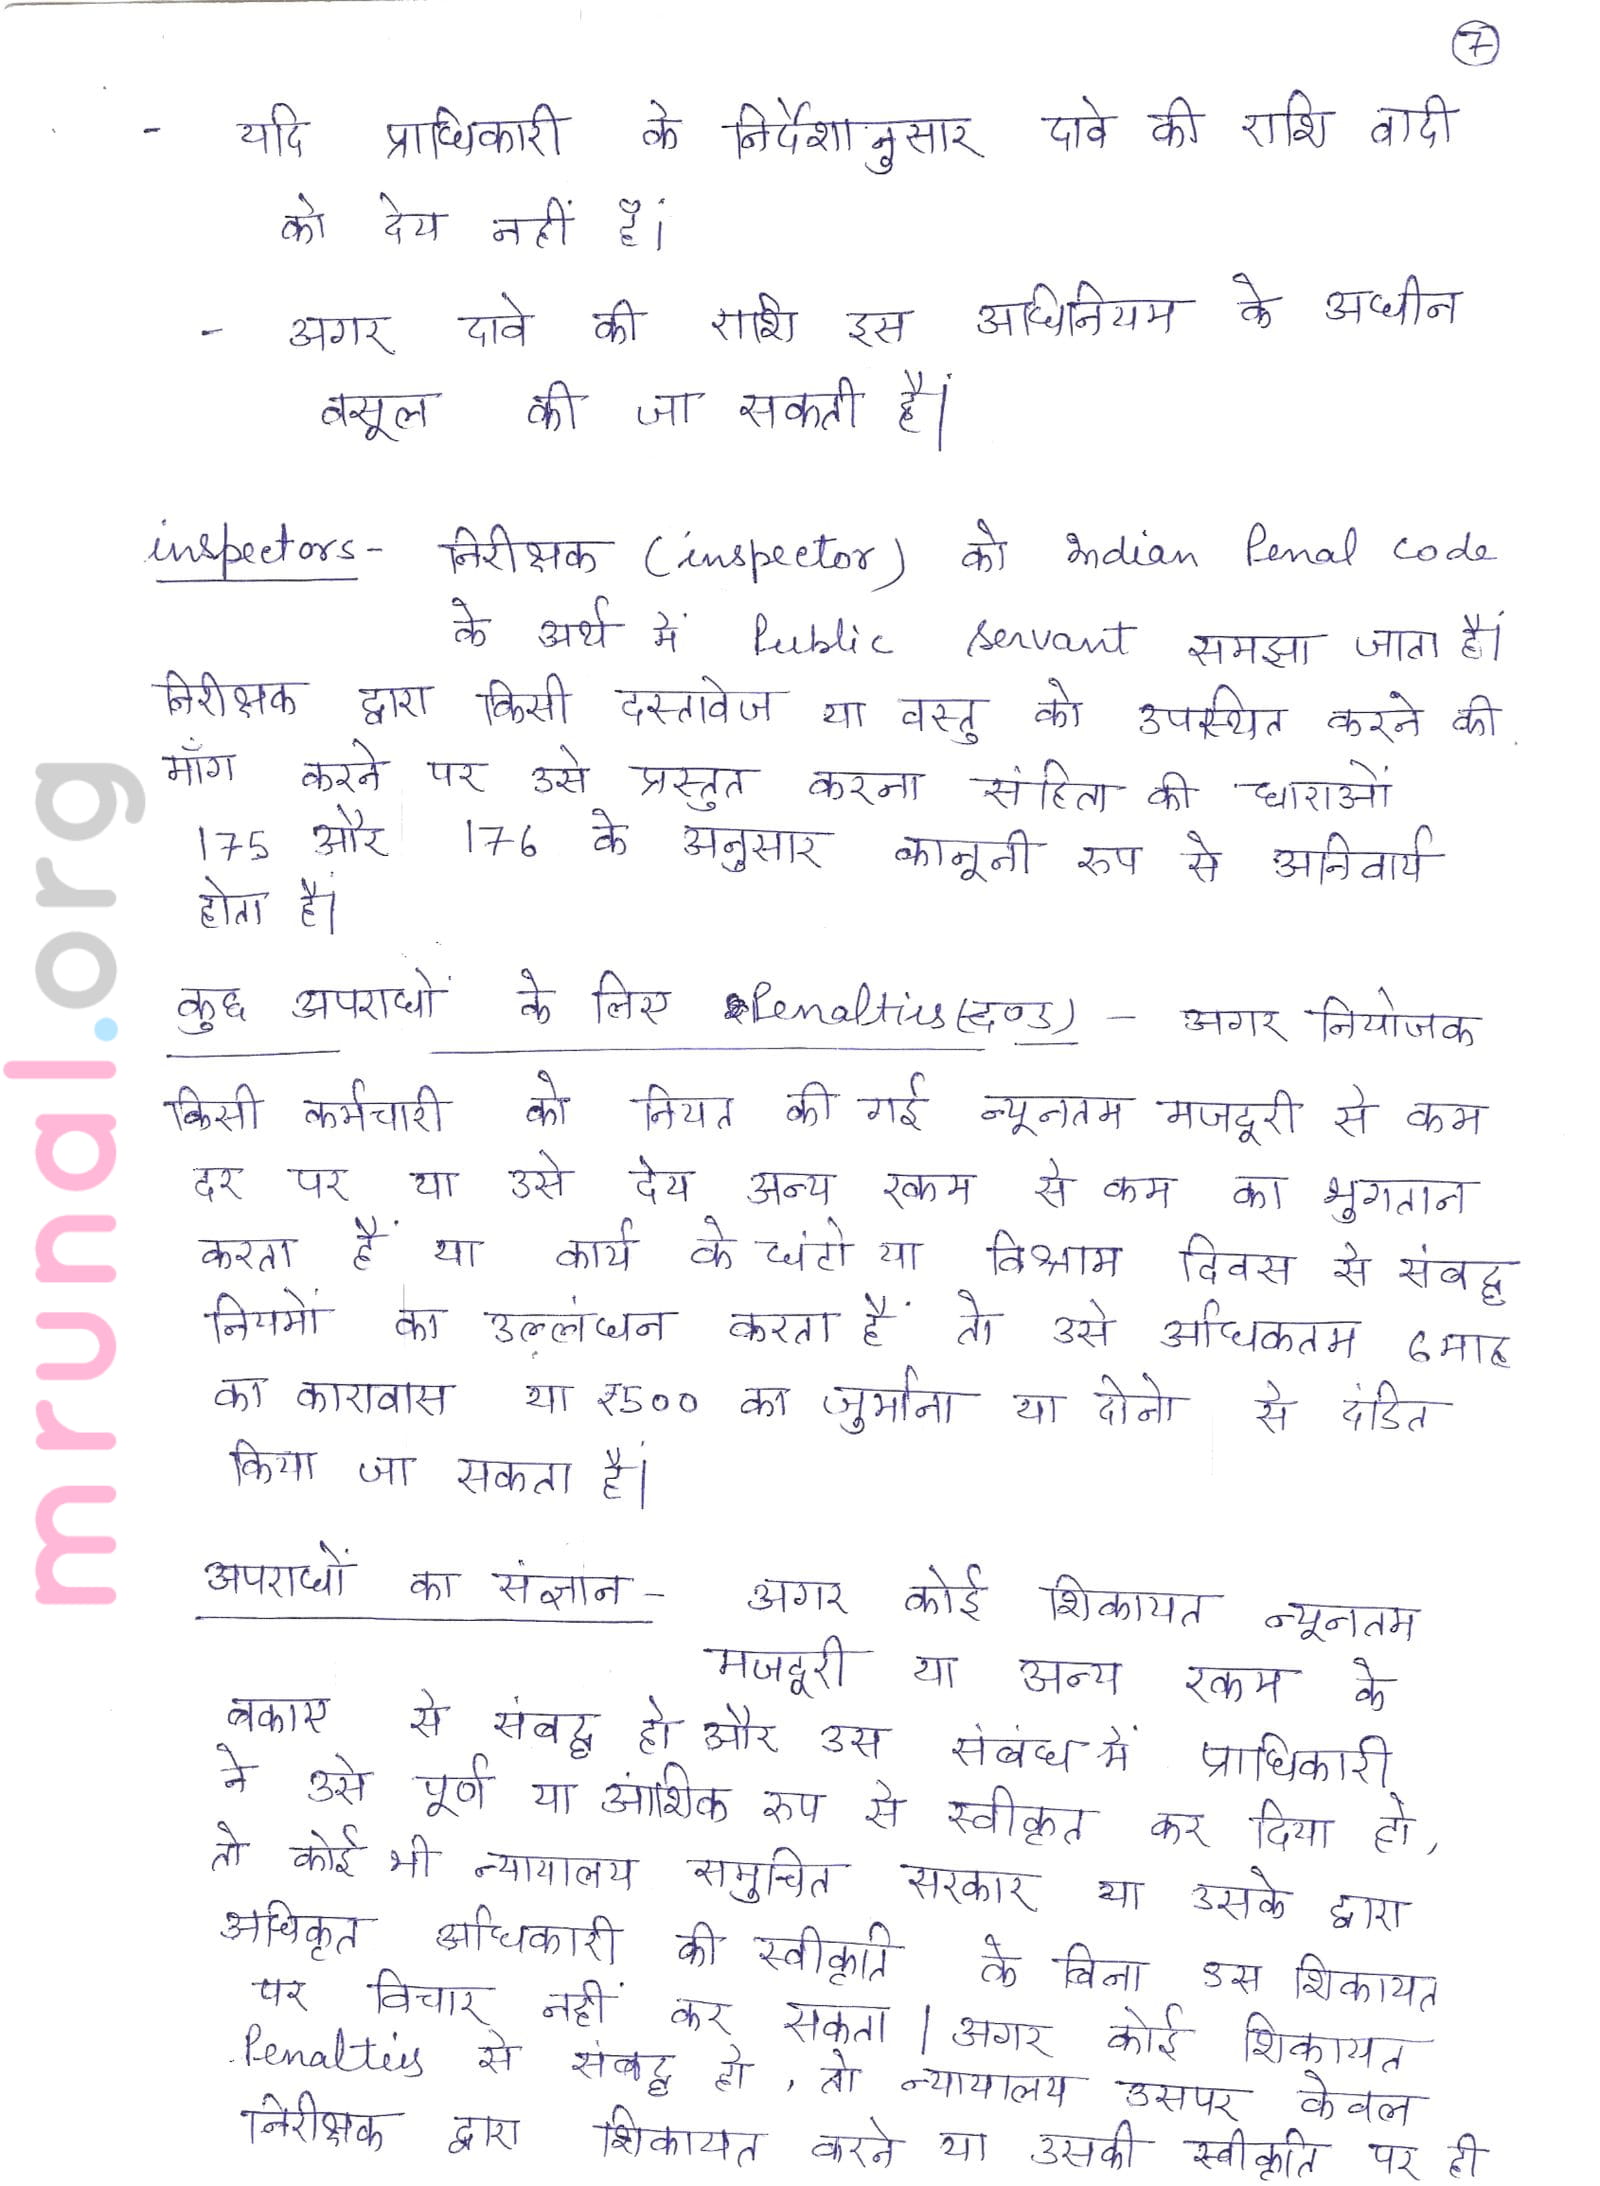 7
- यदि प्राधिकारी के निर्देशानुसार दावे की राशि वादी
को देय नहीं है।
- अगर दावे की राशि इस अधिनियम के अधीन
वसूल की जा सकती हैं।
inspectors- निरीक्षक (inspector) को Indian Penal code
के अर्थ में Public servant समझा जाता हैं।
निरीक्षक द्वारा किसी दस्तावेज या वस्तु को उपस्थित करने की
माँग करने पर उसे प्रस्तुत करना संहिता की धाराओं
175 और 176 के अनुसार कानूनी रूप से अनिवार्य
होता हैं।
कुछ अपराधों के लिए Penalties(दण्ड) - अगर नियोजक
किसी कर्मचारी को नियत की गई न्यूनतम मजदूरी से कम
दर पर या उसे देय अन्य रकम से कम का भुगतान
करता हैं या कार्य के घंटो या विश्राम दिवस से संबद्ध
नियमों का उल्लंघन करता हैं तो उसे अधिकतम 6 माह
का कारावास या ₹500 का जुर्माना या दोनो से दंडित
किया जा सकता है।
अपराधों का संज्ञान - अगर कोई शिकायत न्यूनतम
मजदूरी या अन्य रकम के
बकाए से संबद्ध हो और उस संबंध में प्राधिकारी
ने उसे पूर्ण या आंशिक रूप से स्वीकृत कर दिया हो,
तो कोई भी न्यायालय समुचित सरकार या उसके द्वारा
अधिकृत अधिकारी की स्वीकृति के बिना उस शिकायत
पर विचार नहीं कर सकता। अगर कोई शिकायत
Penalties से संबद्ध हो, तो न्यायालय उसपर केवल
निरीक्षक द्वारा शिकायत करने या उसकी स्वीकृति पर ही
mrunal.org